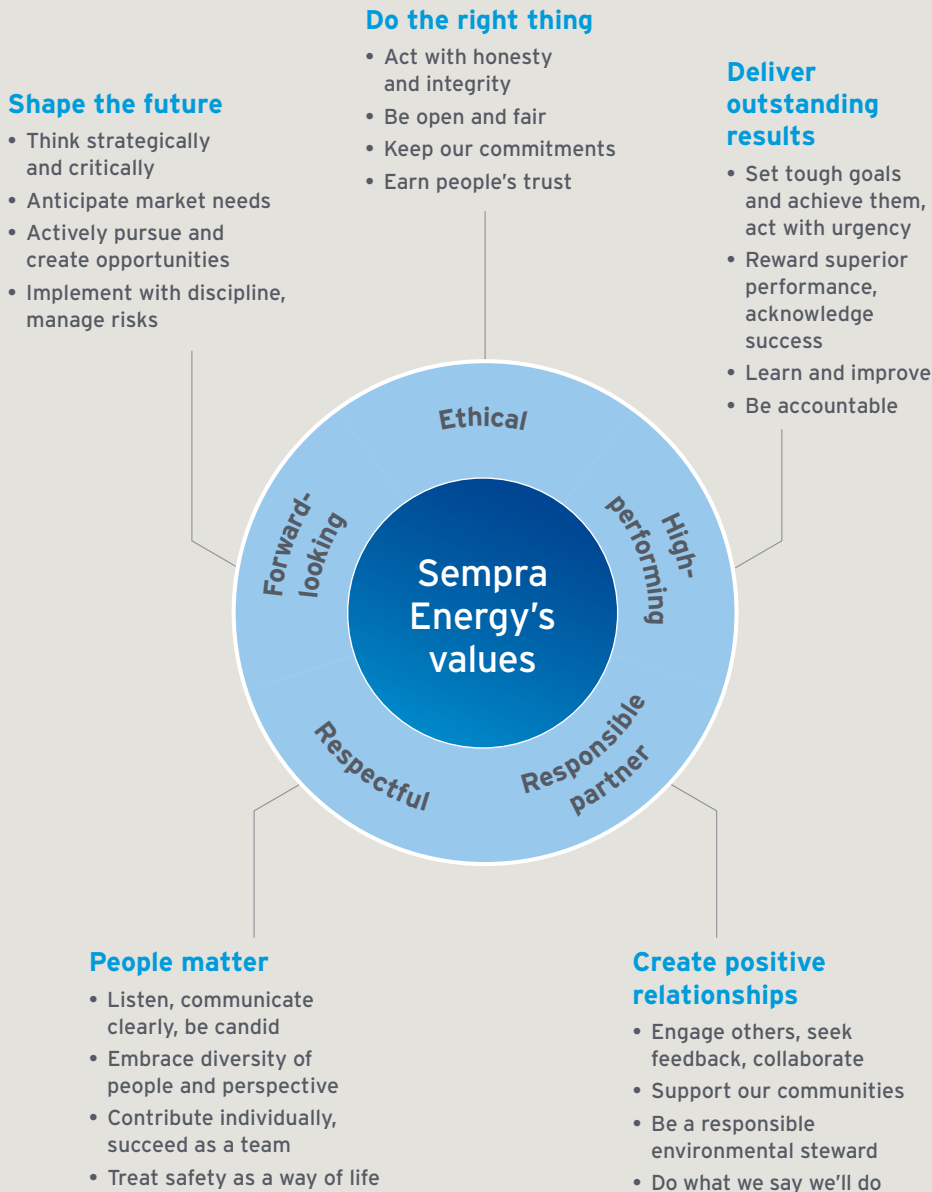 Do the right thing
• Act with honesty
and integrity
• Be open and fair
• Keep our commitments
• Earn people's trust
Deliver
outstanding
results
• Set tough goals
and achieve them,
act with urgency
• Reward superior
performance,
acknowledge
success
• Learn and improve
• Be accountable
Shape the future
• Think strategically
and critically
• Anticipate market needs
• Actively pursue and
create opportunities
• Implement with discipline,
manage risks
Ethical
Forward-
looking
High-
performing
Sempra
Energy's
values
Respectful
Responsible
partner
People matter
• Listen, communicate
clearly, be candid
• Embrace diversity of
people and perspective
• Contribute individually,
succeed as a team
• Treat safety as a way of life
Create positive
relationships
• Engage others, seek
feedback, collaborate
• Support our communities
• Be a responsible
environmental steward
• Do what we say we'll do